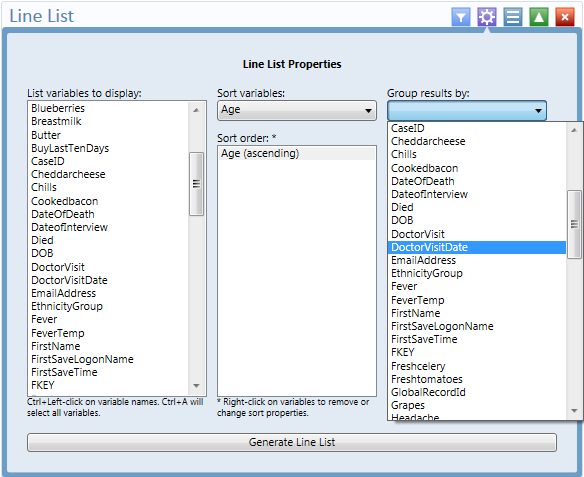 Line List
Line List Properties
List variables to display:
Blueberries
Breastmilk
Butter
BuyLastTenDays
CaseID
Cheddarcheese
Chills
Cookedbacon
DateOfDeath
DateofInterview
Died
DOB
DoctorVisit
DoctorVisitDate
EmailAddress
EthnicityGroup
Fever
FeverTemp
FirstName
FirstSaveLogonName
FirstSaveTime
FKEY
Ctrl+Left-click on variable names. Ctrl+A will
select all variables.
Sort variables:
Age
Sort order: *
Age (ascending)
* Right-click on variables to remove or
change sort properties.
Group results by:
CaseID
Cheddarcheese
Chills
Cookedbacon
DateOfDeath
DateofInterview
Died
DOB
DoctorVisit
DoctorVisitDate
EmailAddress
EthnicityGroup
Fever
FeverTemp
FirstName
FirstSaveLogonName
FirstSaveTime
FKEY
Freshcelery
Freshtomatoes
GlobalRecordId
Grapes
Headache
Generate Line List